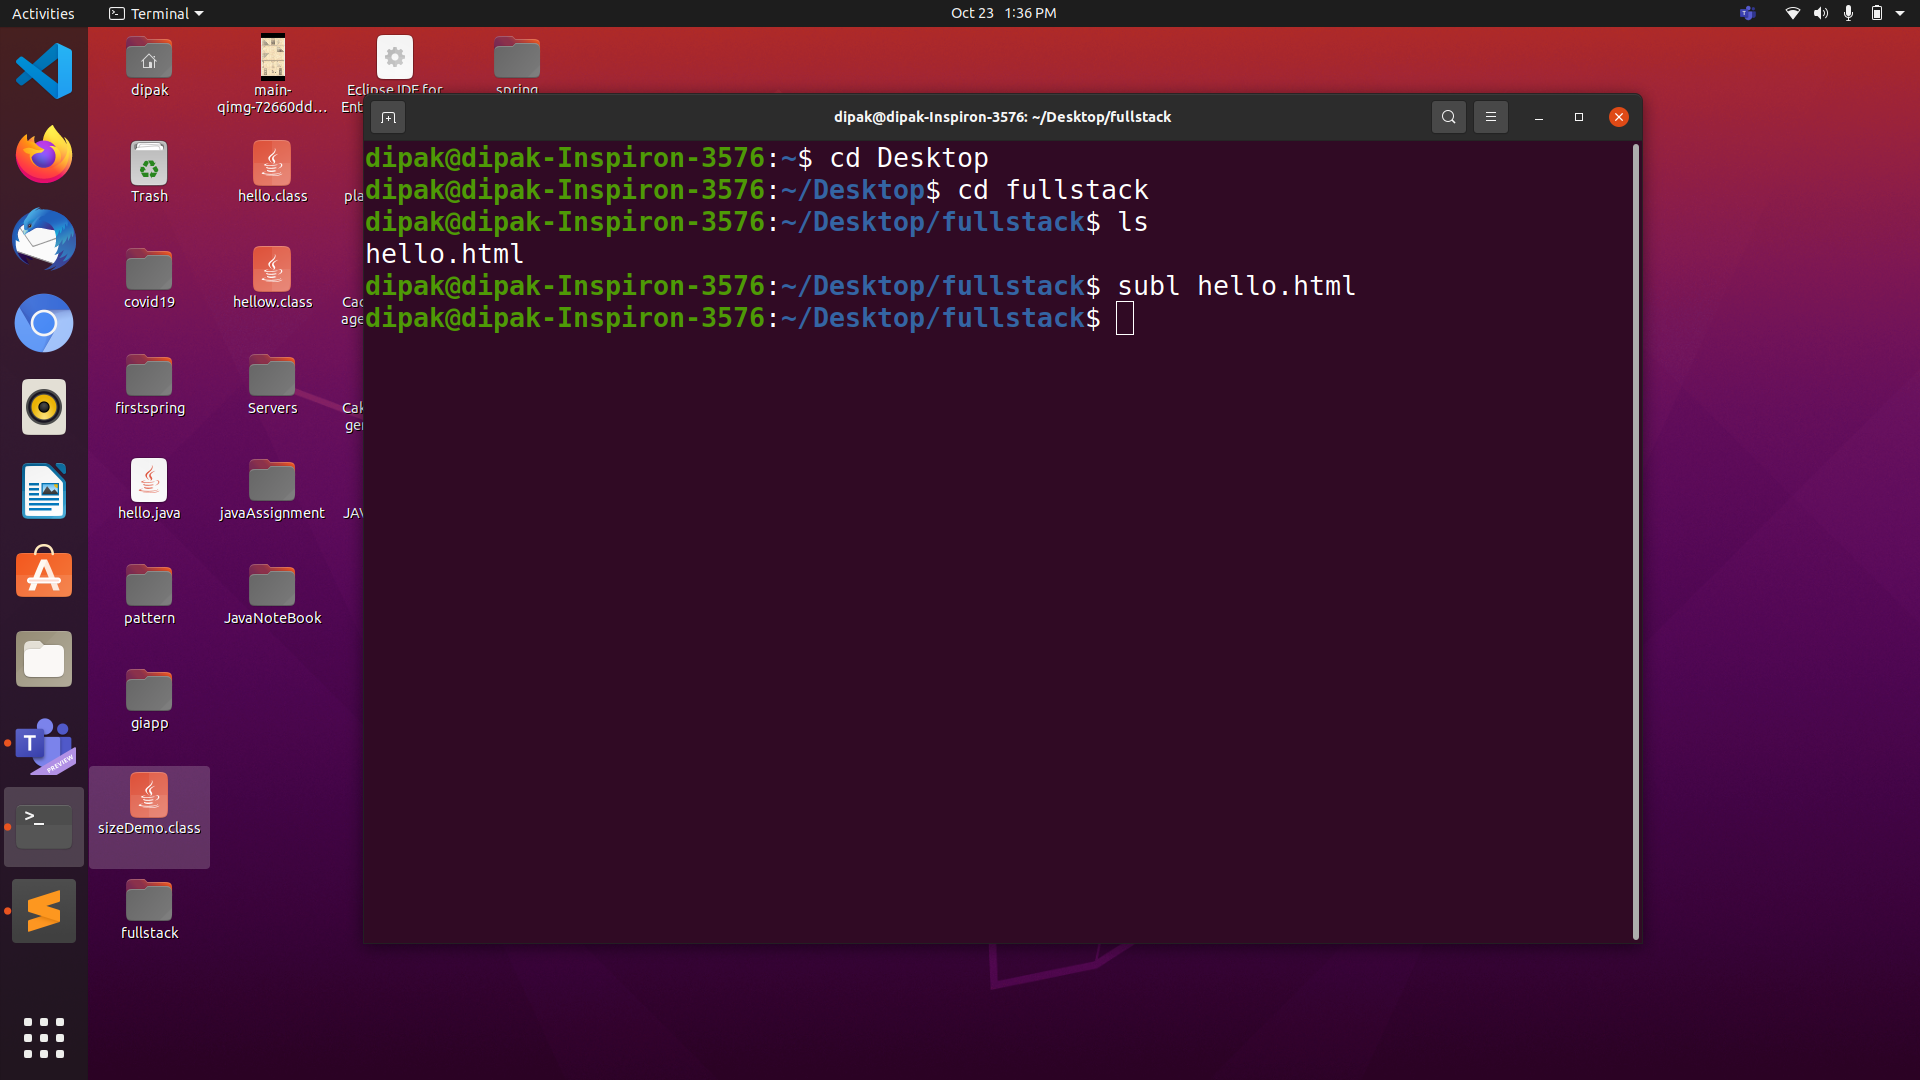 Activities
Terminal
Oct 23 1:36 PM
dipak
main-
qimg-72660dd...
Eclipse IDE for
Ent
spring
Trash
hello.class
pla
covid19
hellow.class
Cac
age
firstspring
Servers
Cak
ger
hello.java
javaAssignment
JAV
pattern
JavaNoteBook
giapp
sizeDemo.class
fullstack
T
PREVIEW
>_
dipak@dipak-Inspiron-3576: ~/Desktop/fullstack
dipak@dipak-Inspiron-3576:~$ cd Desktop
dipak@dipak-Inspiron-3576:~/Desktop$ cd fullstack
dipak@dipak-Inspiron-3576:~/Desktop/fullstack$ ls
hello.html
dipak@dipak-Inspiron-3576:~/Desktop/fullstack$ subl hello.html
dipak@dipak-Inspiron-3576:~/Desktop/fullstack$